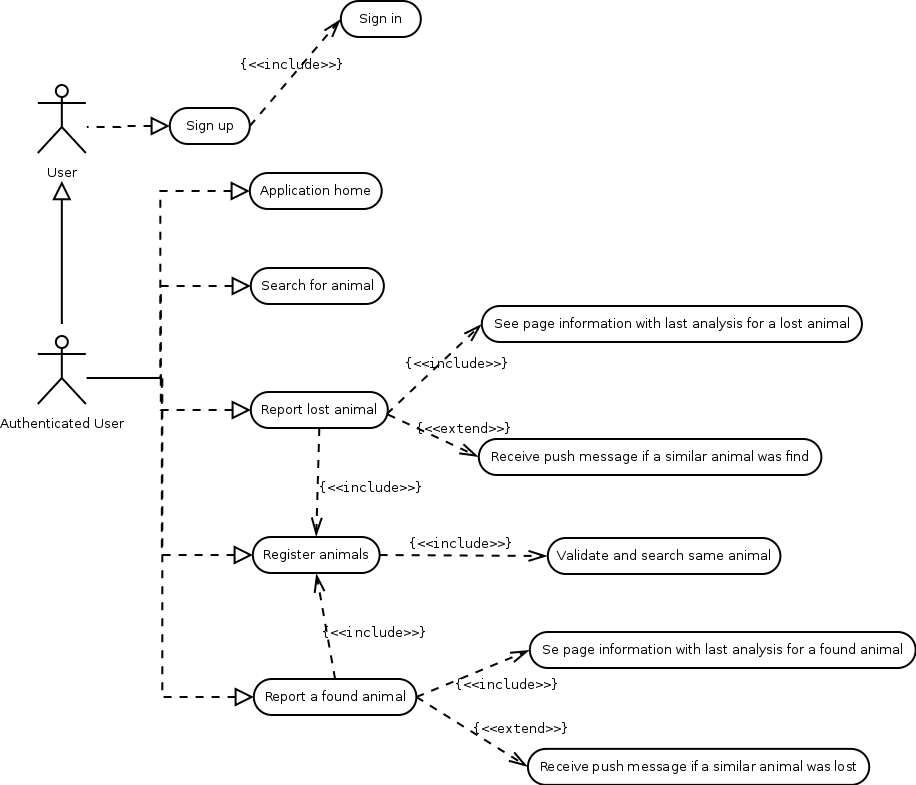 Sign in
{<<include>>}
Sign up
User
Application home
Search for animal
See page information with last analysis for a lost animal
{<<include>>}
Authenticated User
Report lost animal
{<<extend>>}
Receive push message if a similar animal was find
{<<include>>}
Register animals
{<<include>>}
Validate and search same animal
{<<include>>}
Se page information with last analysis for a found animal
{<<include>>}
Report a found animal
{<<extend>>}
Receive push message if a similar animal was lost